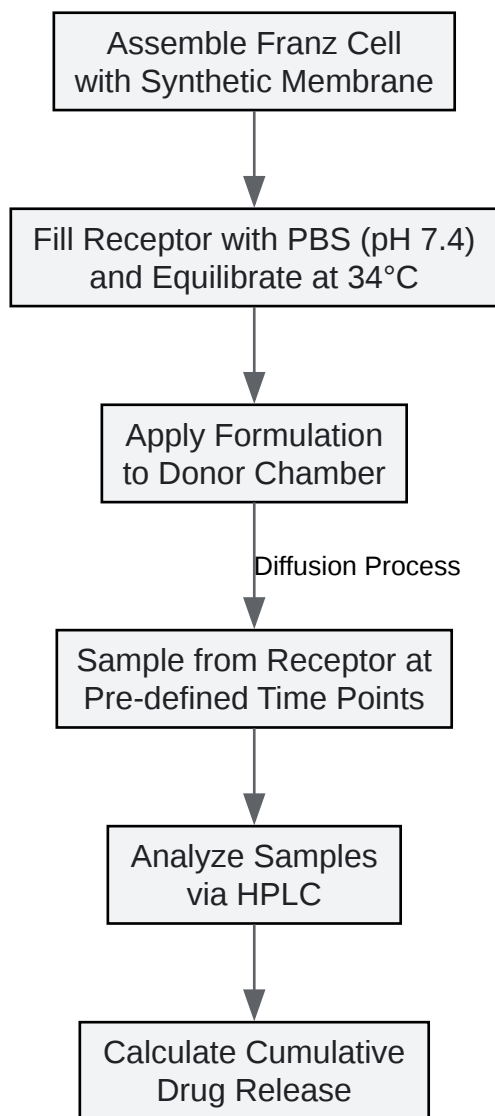 Assemble Franz Cell
with Synthetic Membrane
Fill Receptor with PBS (pH 7.4)
and Equilibrate at 34°C
Apply Formulation
to Donor Chamber
Diffusion Process
Sample from Receptor at
Pre-defined Time Points
Analyze Samples
via HPLC
Calculate Cumulative
Drug Release